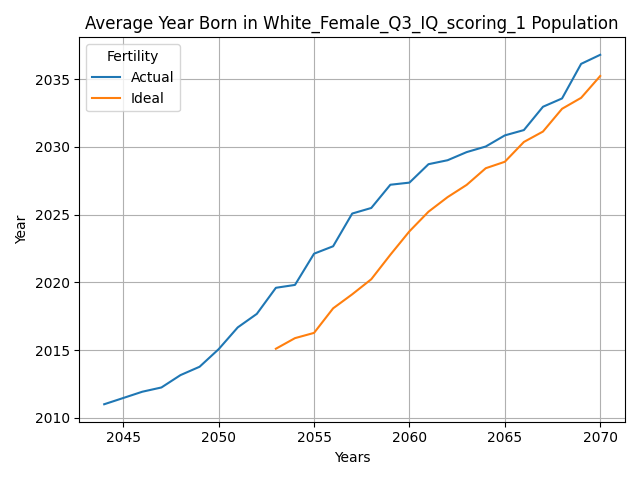 Average Year Born in White_Female_Q3_IQ_scoring_1 Population
Fertility
Actual
Ideal
2035
2030
2025
2020
2015
2010
Year
2045 2050 2055 2060 2065 2070
Years